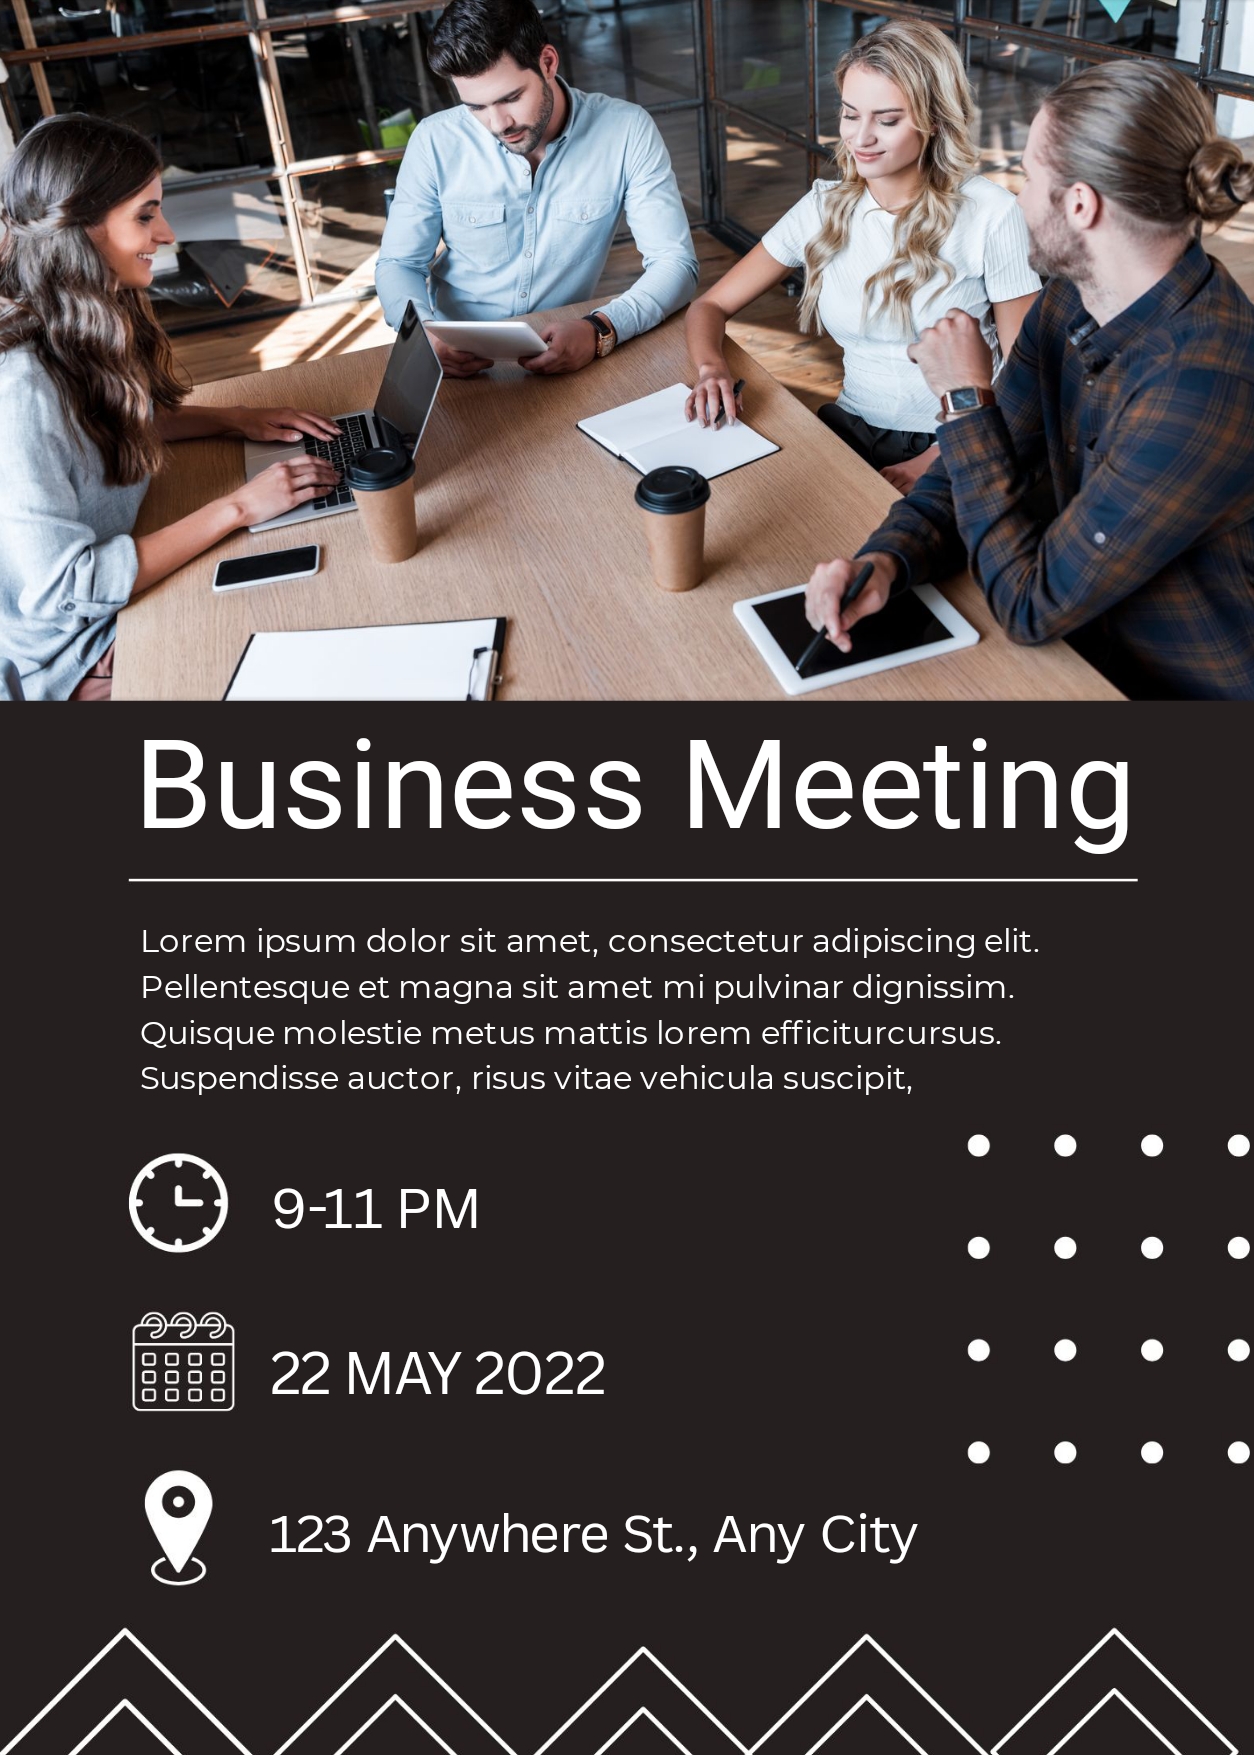 Business Meeting
Lorem ipsum dolor sit amet, consectetur adipiscing elit.
Pellentesque et magna sit amet mi pulvinar dignissim.
Quisque molestie metus mattis lorem efficiturcursus.
Suspendisse auctor, risus vitae vehicula suscipit,
9-11 PM
22 MAY 2022
123 Anywhere St., Any City